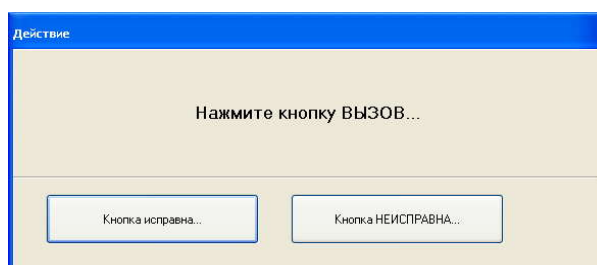 Действие
Нажмите кнопку ВЫЗОВ...
Кнопка исправна...
Кнопка НЕИСПРАВНА...